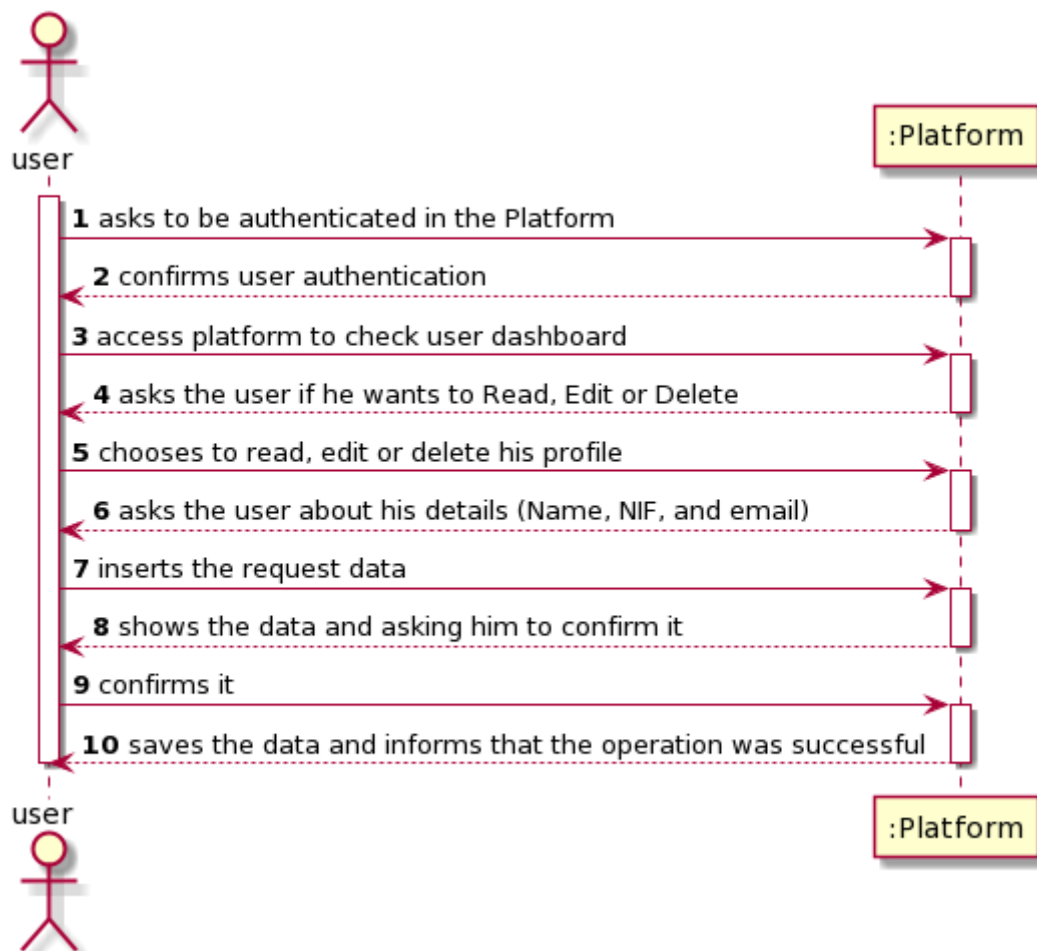 user
:Platform
1 asks to be authenticated in the Platform
2 confirms user authentication
3 access platform to check user dashboard
4 asks the user if he wants to Read, Edit or Delete
5 chooses to read, edit or delete his profile
6 asks the user about his details (Name, NIF, and email)
7 inserts the request data
8 shows the data and asking him to confirm it
9 confirms it
10 saves the data and informs that the operation was successful
user
:Platform